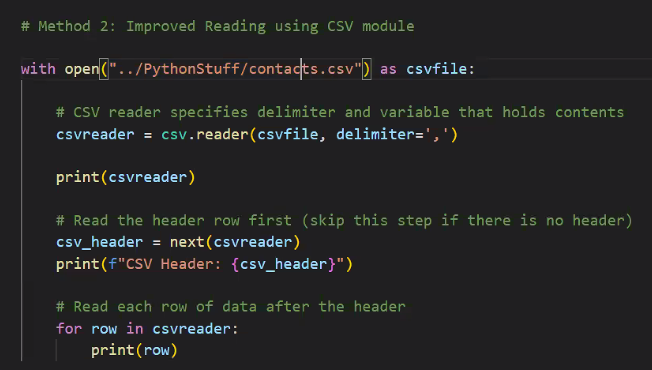 # Method 2: Improved Reading using CSV module
with open("../PythonStuff/contacts.csv") as csvfile:
# CSV reader specifies delimiter and variable that holds contents
csvreader = csv.reader(csvfile, delimiter=',')
print(csvreader)
# Read the header row first (skip this step if there is no header)
csv_header = next(csvreader)
print(f"CSV Header: {csv_header}")
# Read each row of data after the header
for row in csvreader:
print(row)